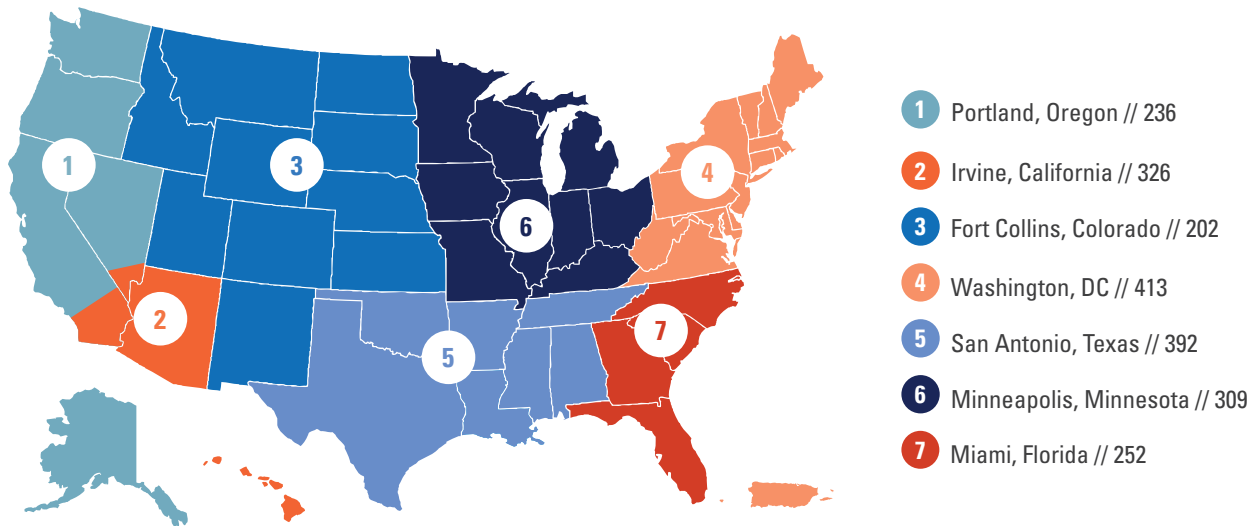 1
3
4
6
2
7
5
1 Portland, Oregon // 236
2 Irvine, California // 326
3 Fort Collins, Colorado // 202
4 Washington, DC // 413
5 San Antonio, Texas // 392
6 Minneapolis, Minnesota // 309
7 Miami, Florida // 252